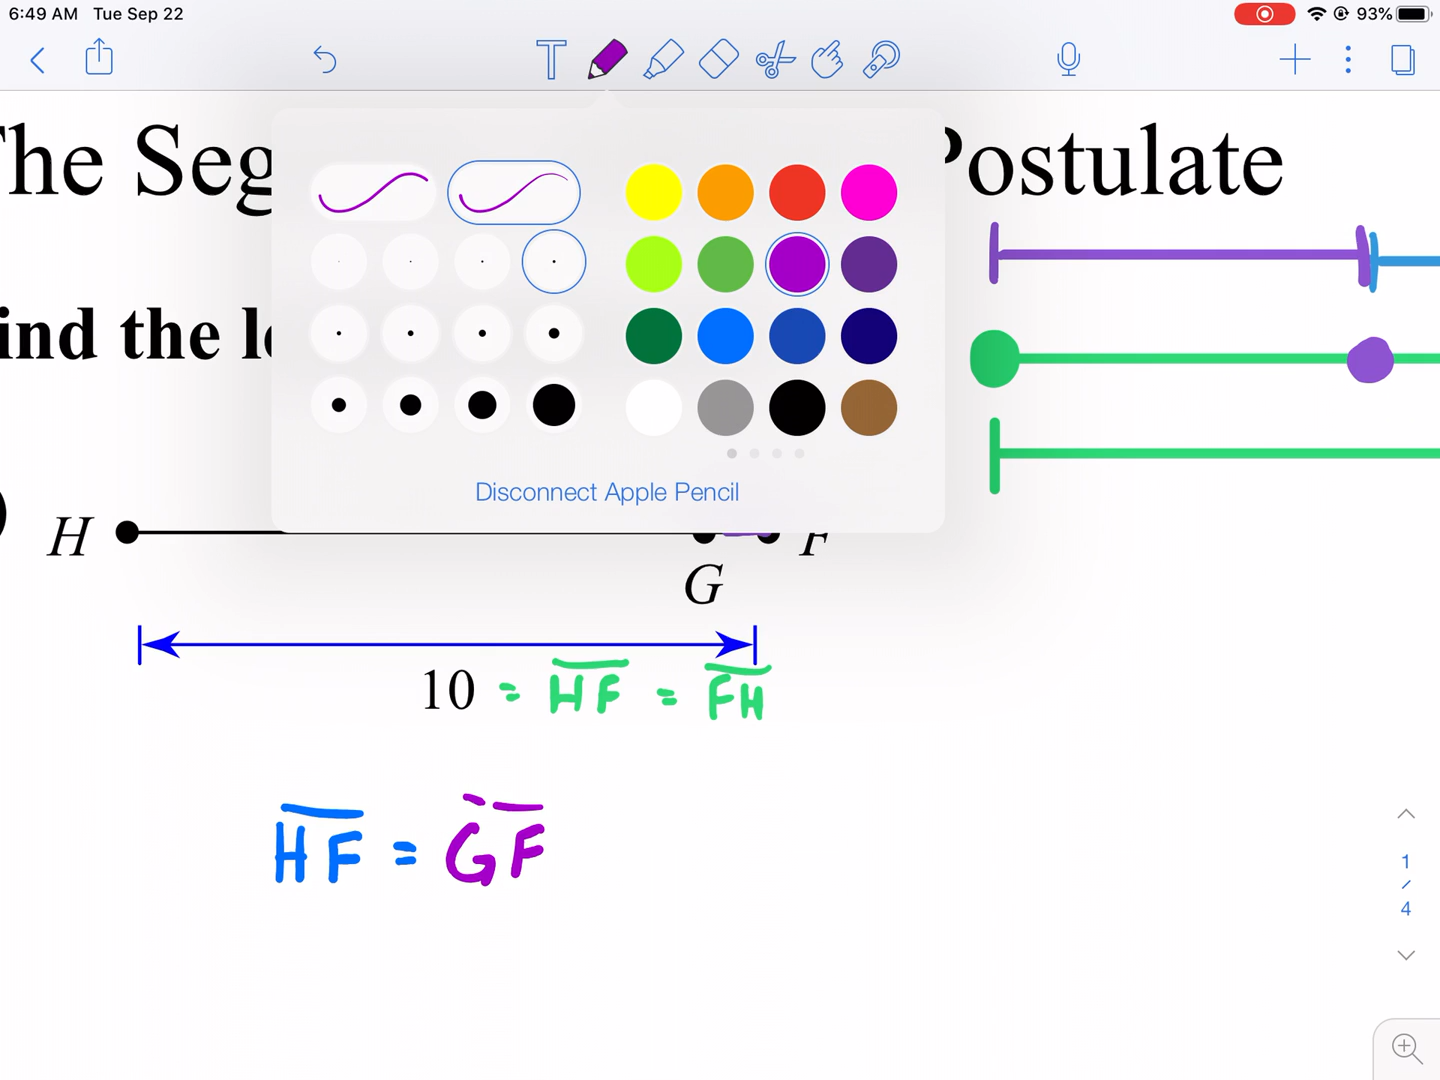 6:49 AM Tue Sep 22 93%
T
The Seg Postulate
ind the le
H F
G
10 = HF = FH
HF = GF
Disconnect Apple Pencil
1
/
4